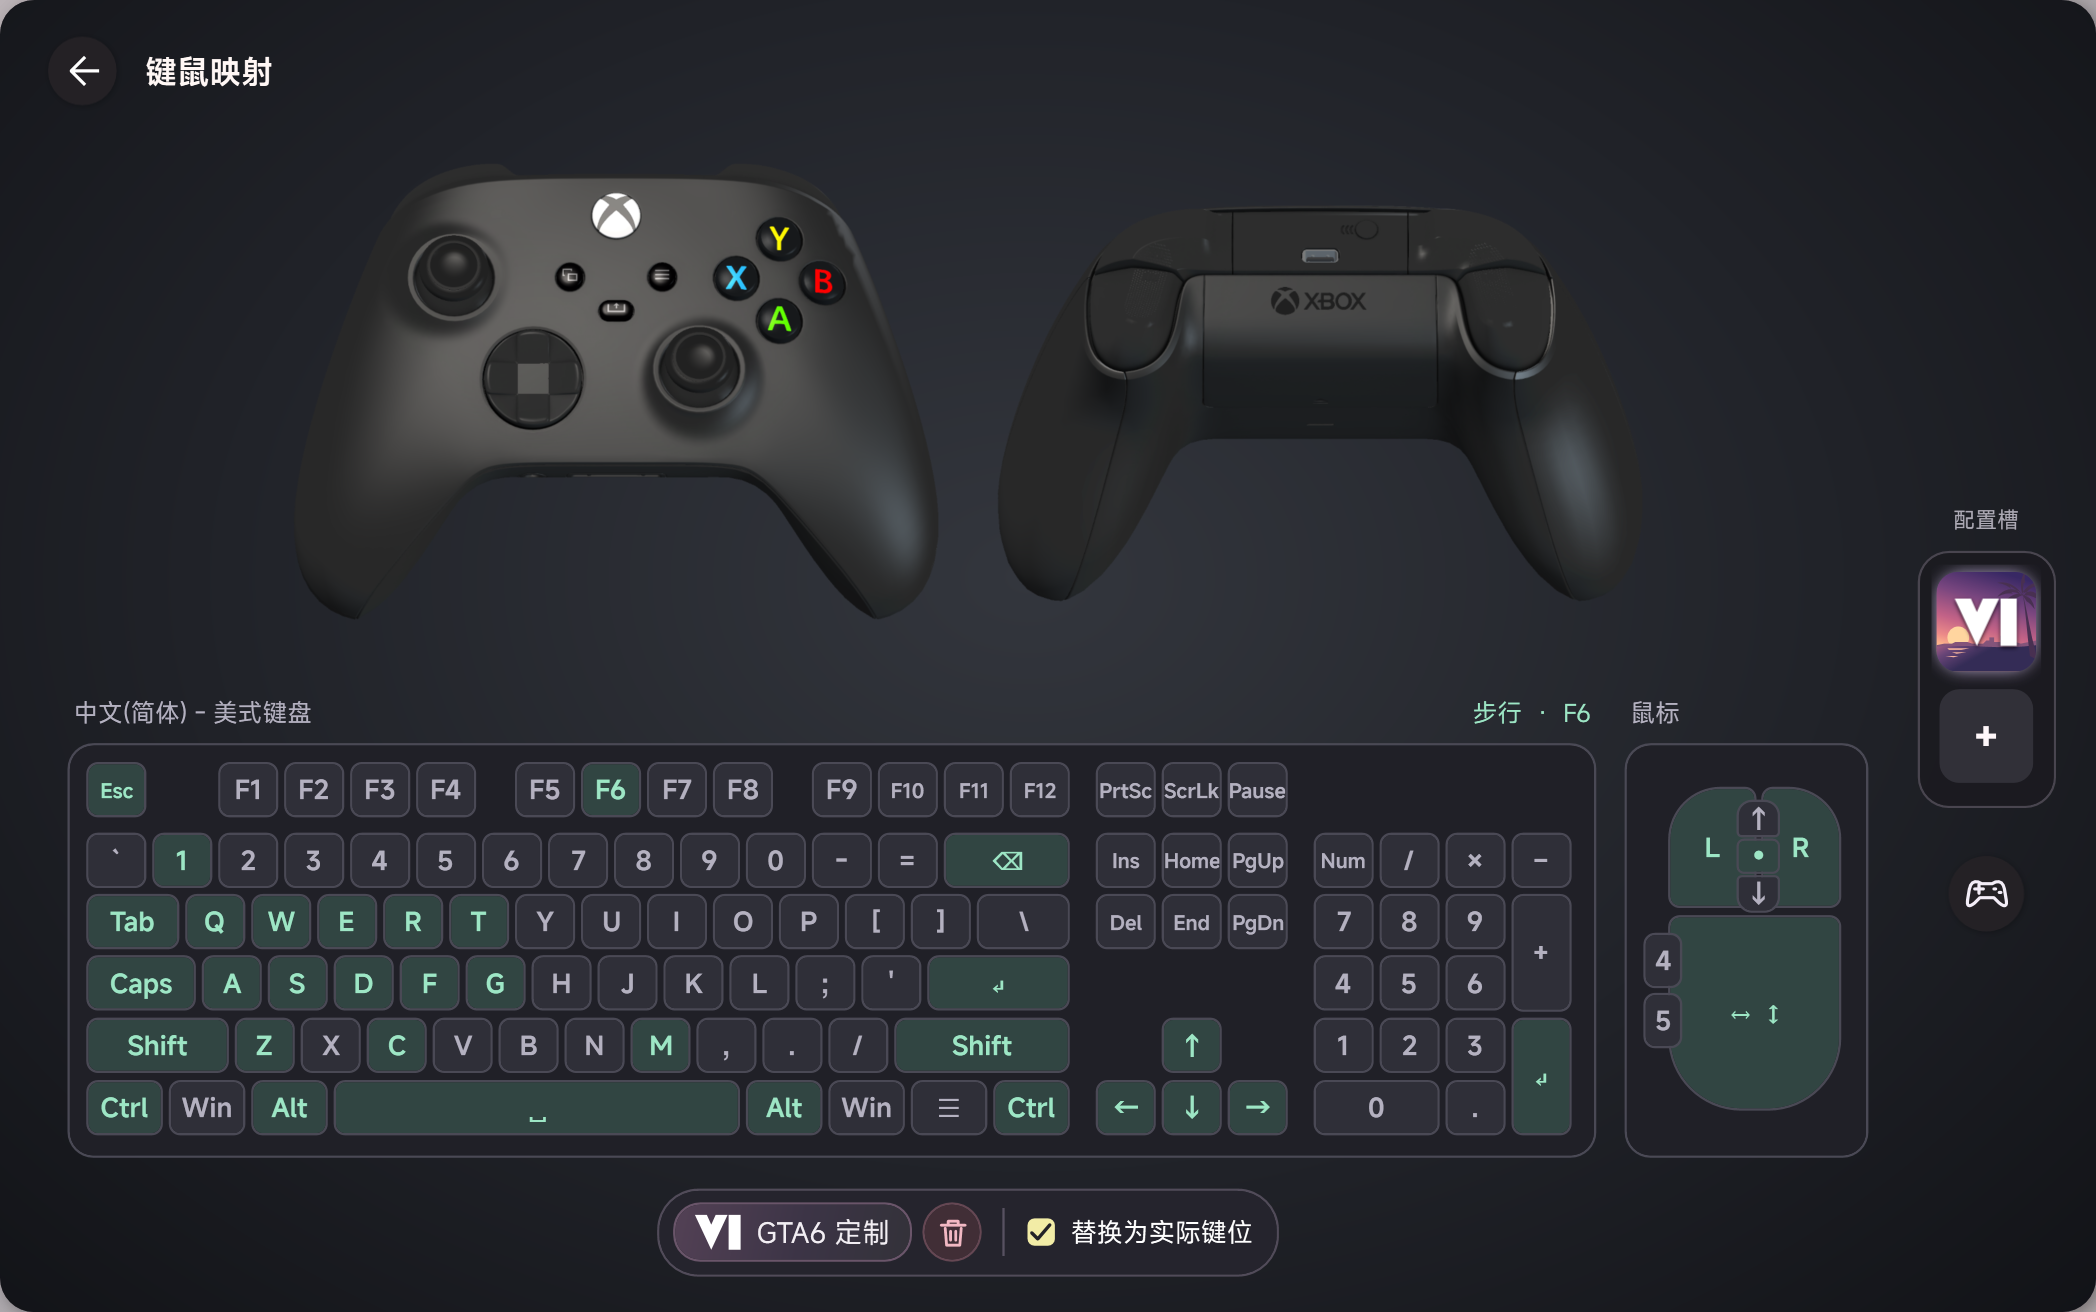 键鼠映射
Y
X
B
A
XBOX
配置槽
VI
+
中文(简体) - 美式键盘
步行 · F6
鼠标
Esc F1 F2 F3 F4 F5 F6 F7 F8 F9 F10 F11 F12 PrtSc ScrLk Pause
` 1 2 3 4 5 6 7 8 9 0 - = ⌫ Ins Home PgUp Num / × −
Tab Q W E R T Y U I O P [ ] \ Del End PgDn 7 8 9 +
Caps A S D F G H J K L ; ' ↲ 4 5 6
Shift Z X C V B N M , . / Shift ↑ 1 2 3 ↲
Ctrl Win Alt ⎵ Alt Win ☰ Ctrl ← ↓ → 0 .
↑
L • R
↓
4
5
↔ ↕
VI GTA6 定制
替换为实际键位